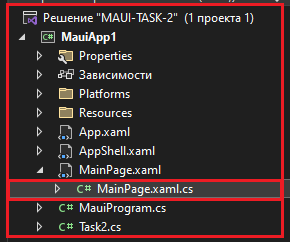 Решение "MAUI-TASK-2" (1 проекта 1)
MauiApp1
Properties
Зависимости
Platforms
Resources
App.xaml
AppShell.xaml
MainPage.xaml
C# MainPage.xaml.cs
C# MauiProgram.cs
C# Task2.cs